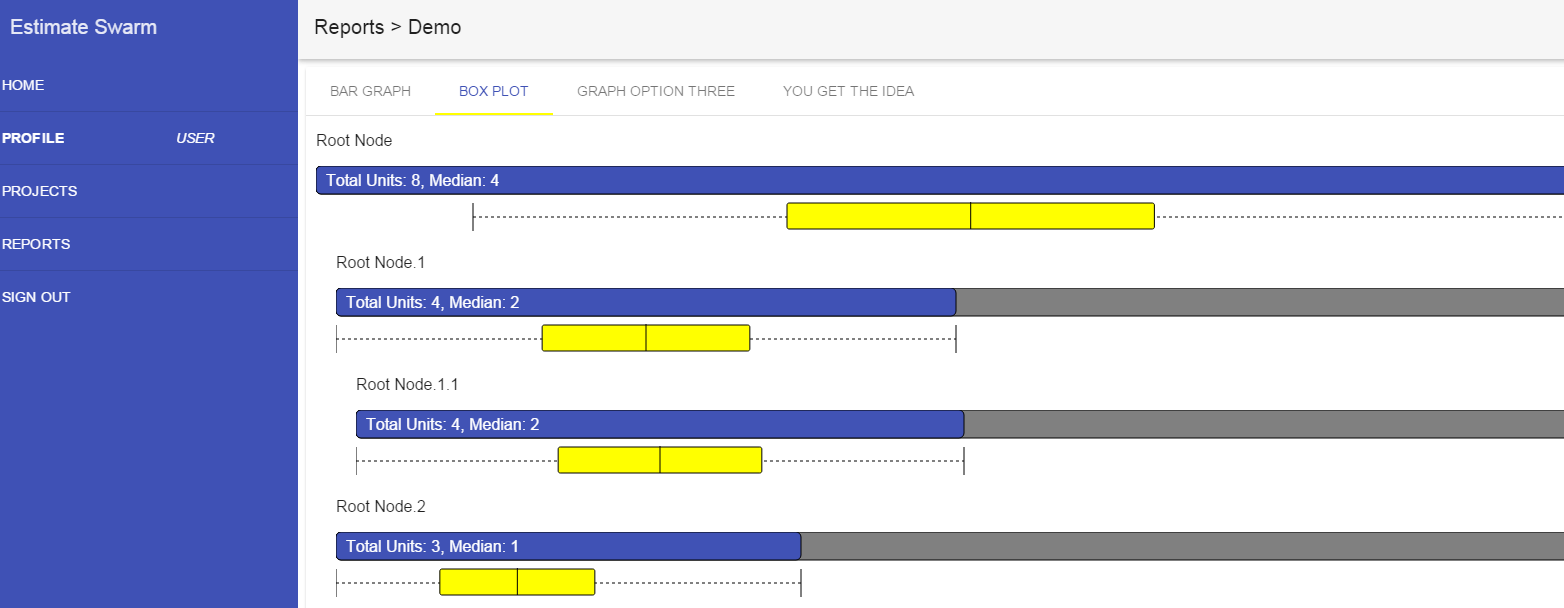 Estimate Swarm
Reports > Demo
HOME
PROFILE USER
PROJECTS
REPORTS
SIGN OUT
BAR GRAPH BOX PLOT GRAPH OPTION THREE YOU GET THE IDEA
Root Node
Total Units: 8, Median: 4
Root Node.1
Total Units: 4, Median: 2
Root Node.1.1
Total Units: 4, Median: 2
Root Node.2
Total Units: 3, Median: 1